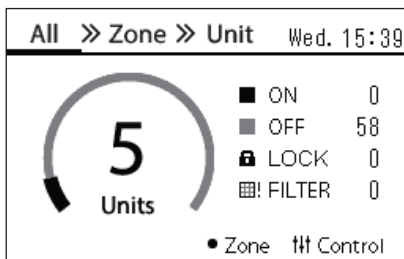 All » Zone » Unit Wed. 15:39
5
Units
ON 0
OFF 58
LOCK 0
! FILTER 0
● Zone Control